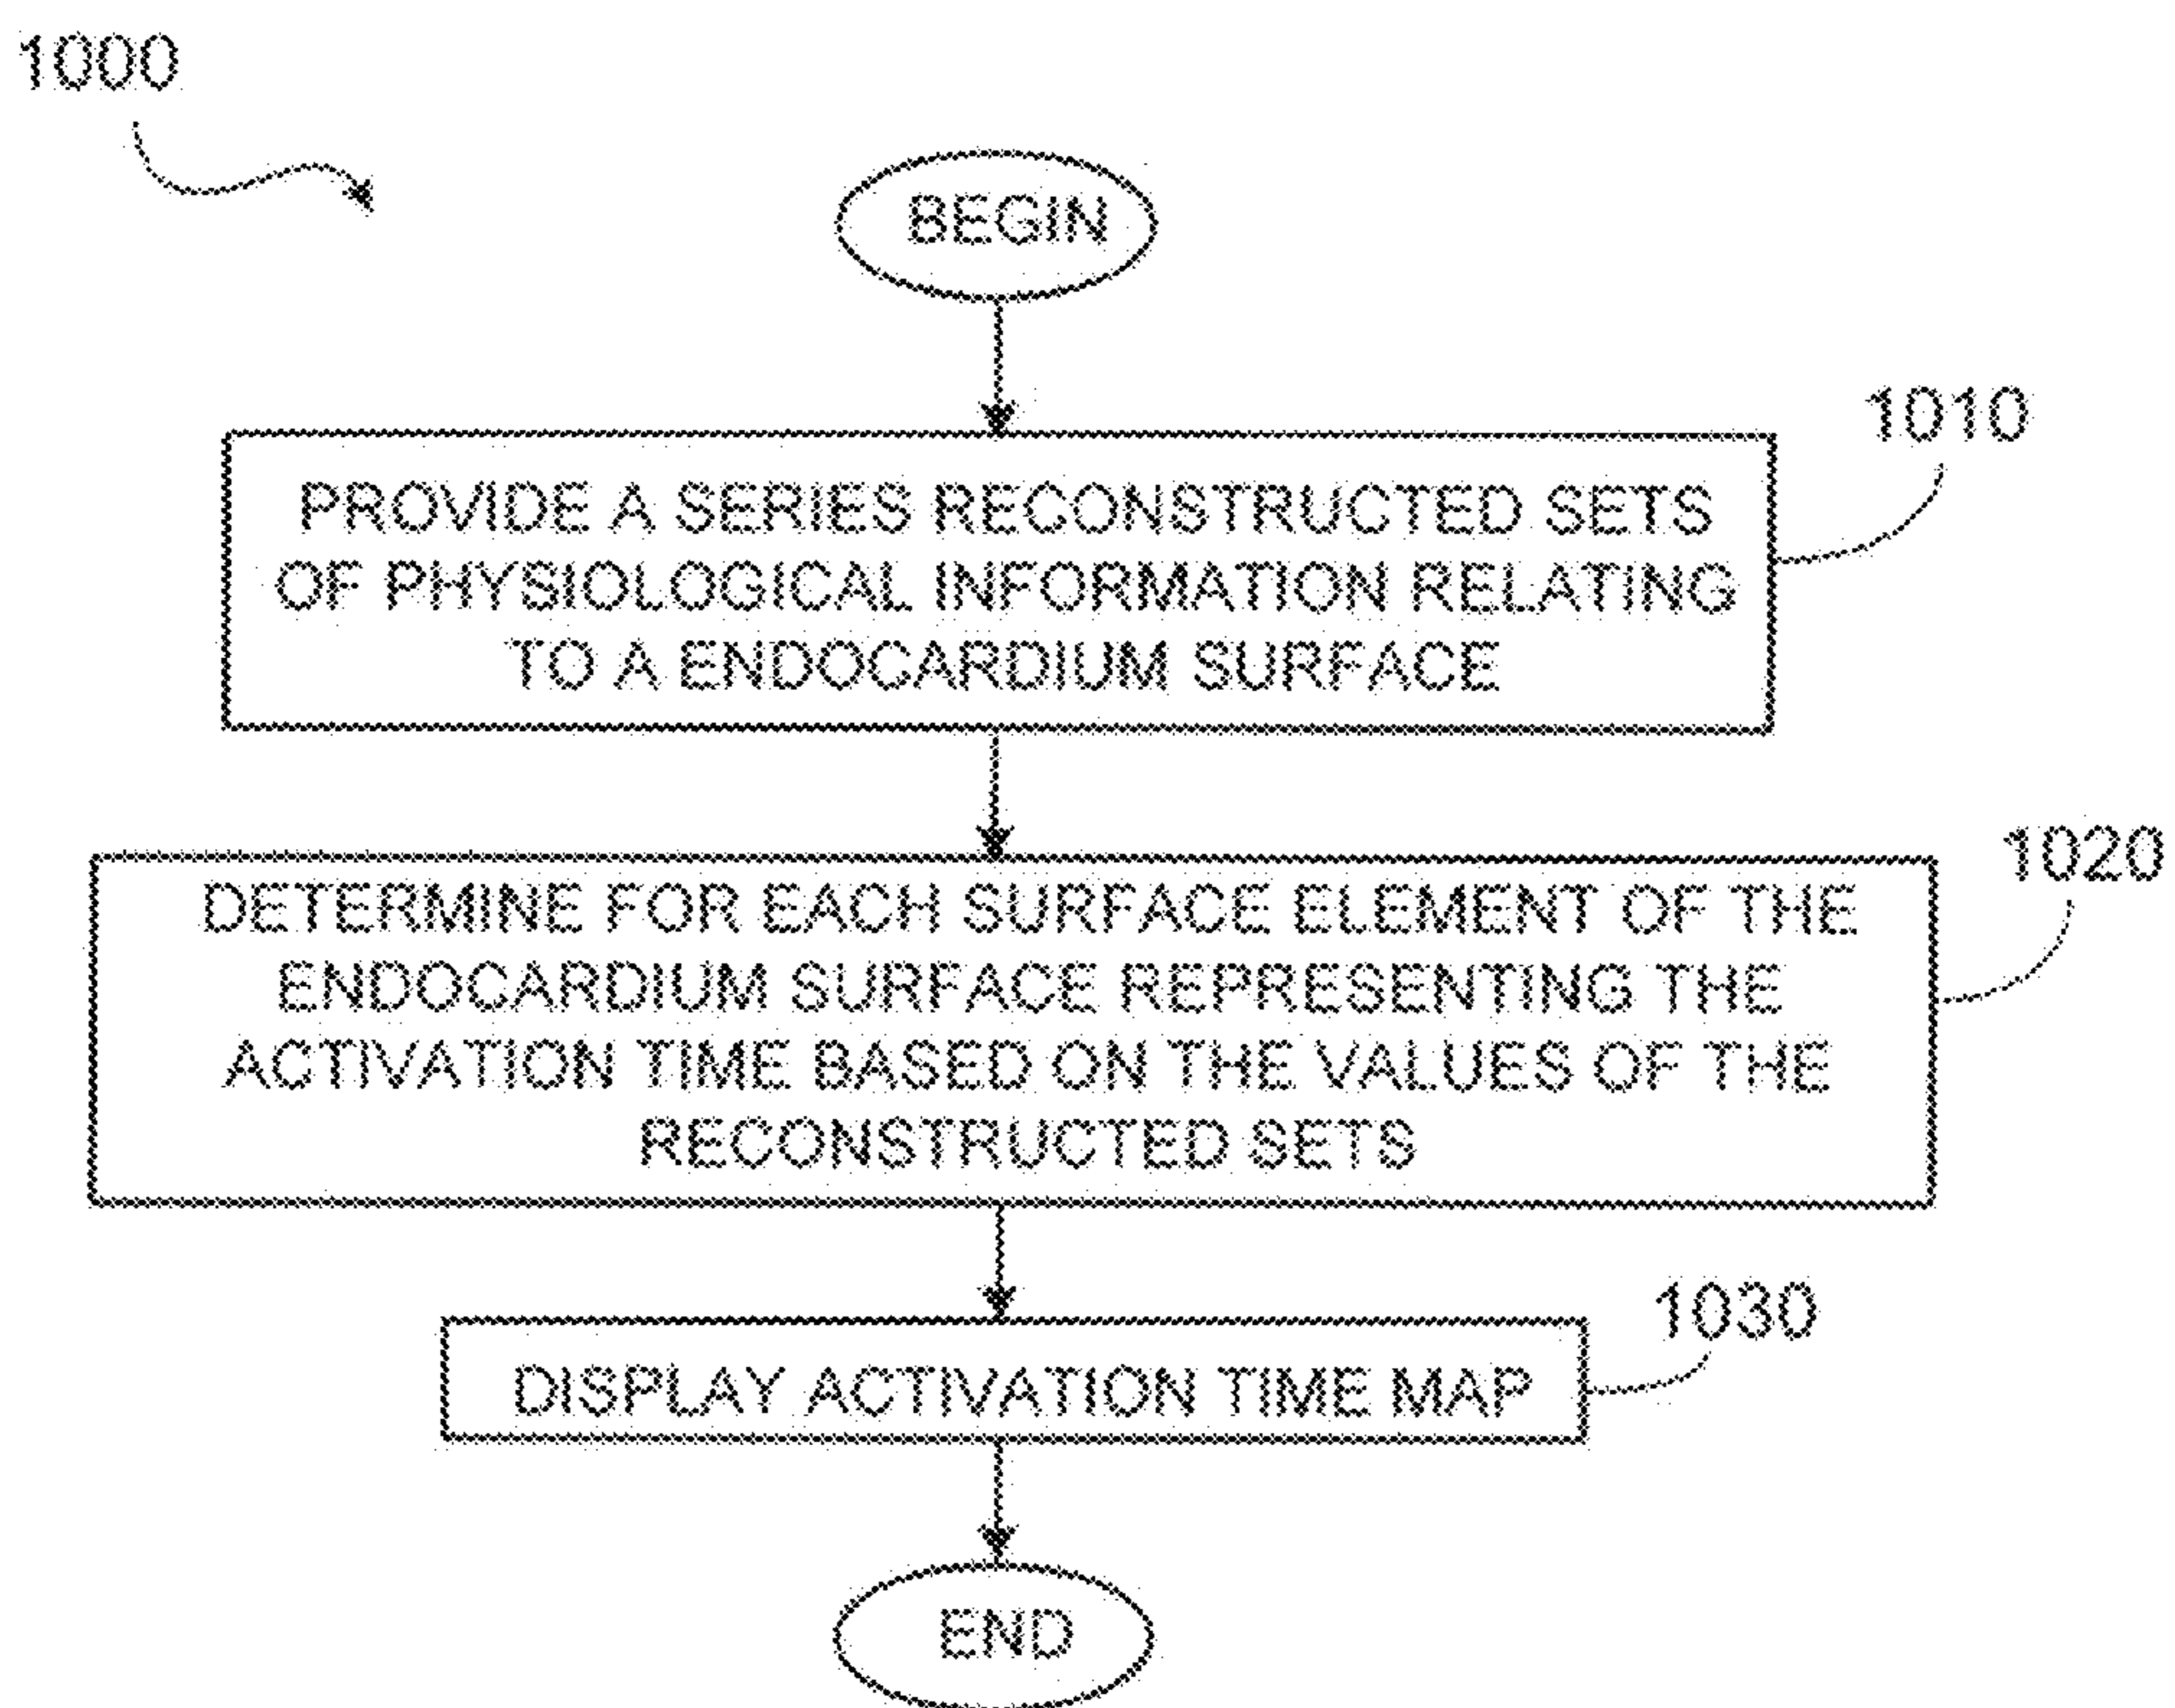 1000
BEGIN
1010
PROVIDE A SERIES RECONSTRUCTED SETS
OF PHYSIOLOGICAL INFORMATION RELATING
TO A ENDOCARDIUM SURFACE
1020
DETERMINE FOR EACH SURFACE ELEMENT OF THE
ENDOCARDIUM SURFACE REPRESENTING THE
ACTIVATION TIME BASED ON THE VALUES OF THE
RECONSTRUCTED SETS
1030
DISPLAY ACTIVATION TIME MAP
END